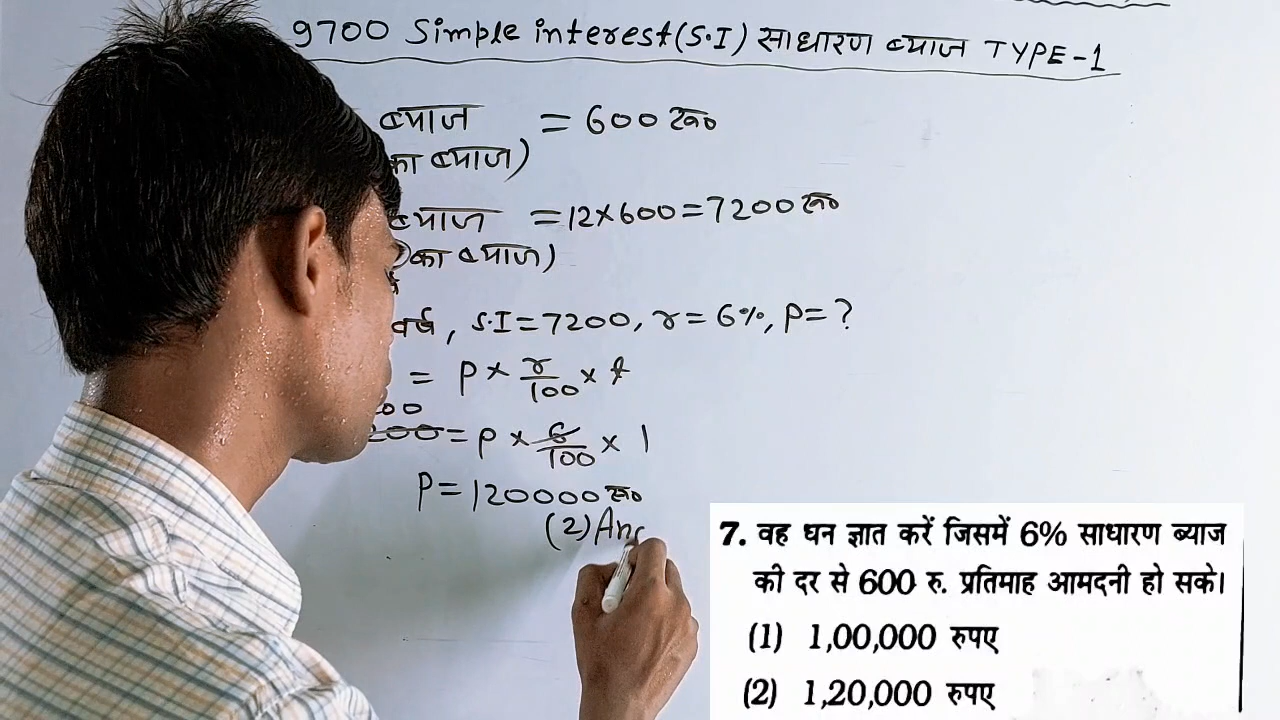 9700 Simple interest (S.I) साधारण ब्याज TYPE-1
ब्याज = 600 रू०
का ब्याज)
ब्याज = 12×600=7200 रू०
का ब्याज)
वर्ष, S.I=7200, r=6%, P=?
= P× r/100 × t
= P × 6/100 × 1
P=120000 रू०
(2) Ans
7. वह धन ज्ञात करें जिसमें 6% साधारण ब्याज
की दर से 600 रु. प्रतिमाह आमदनी हो सके।
(1) 1,00,000 रुपए
(2) 1,20,000 रुपए